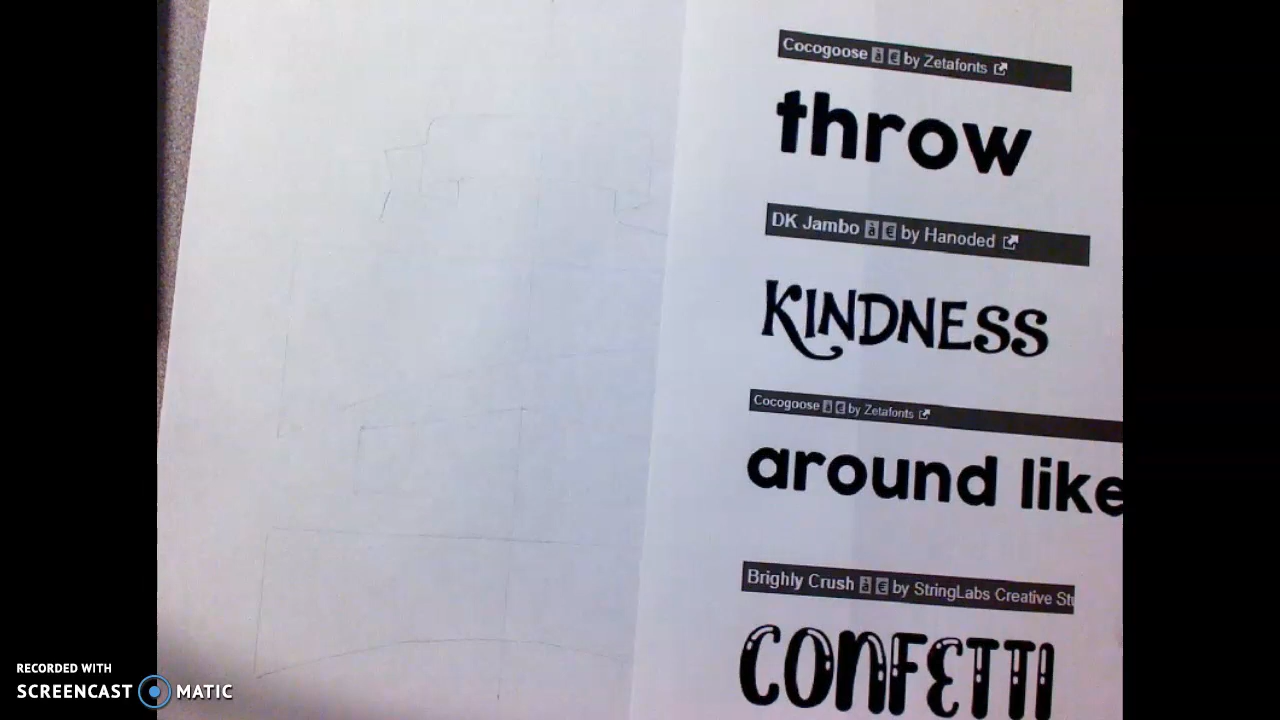 Cocogoose à € by Zetafonts
throw
DK Jambo à € by Hanoded
KINDNESS
Cocogoose à € by Zetafonts
around like
Brighly Crush à € by StringLabs Creative Stu
CONFETTI
RECORDED WITH
SCREENCAST MATIC